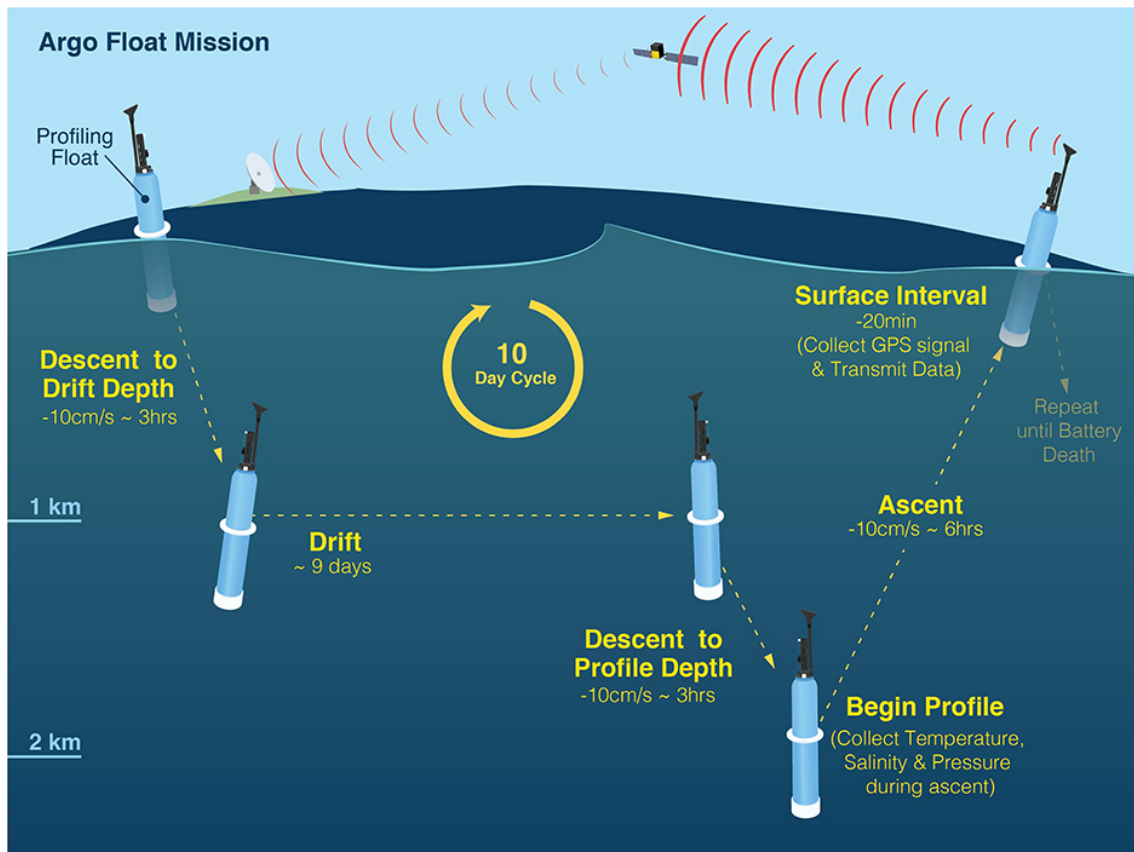 Argo Float Mission
Profiling
Float
Descent to
Drift Depth
-10cm/s ~ 3hrs
10
Day Cycle
Surface Interval
-20min
(Collect GPS signal
& Transmit Data)
Repeat
until Battery
Death
1 km
Drift
~ 9 days
Ascent
-10cm/s ~ 6hrs
Descent to
Profile Depth
-10cm/s ~ 3hrs
Begin Profile
(Collect Temperature,
Salinity & Pressure
during ascent)
2 km